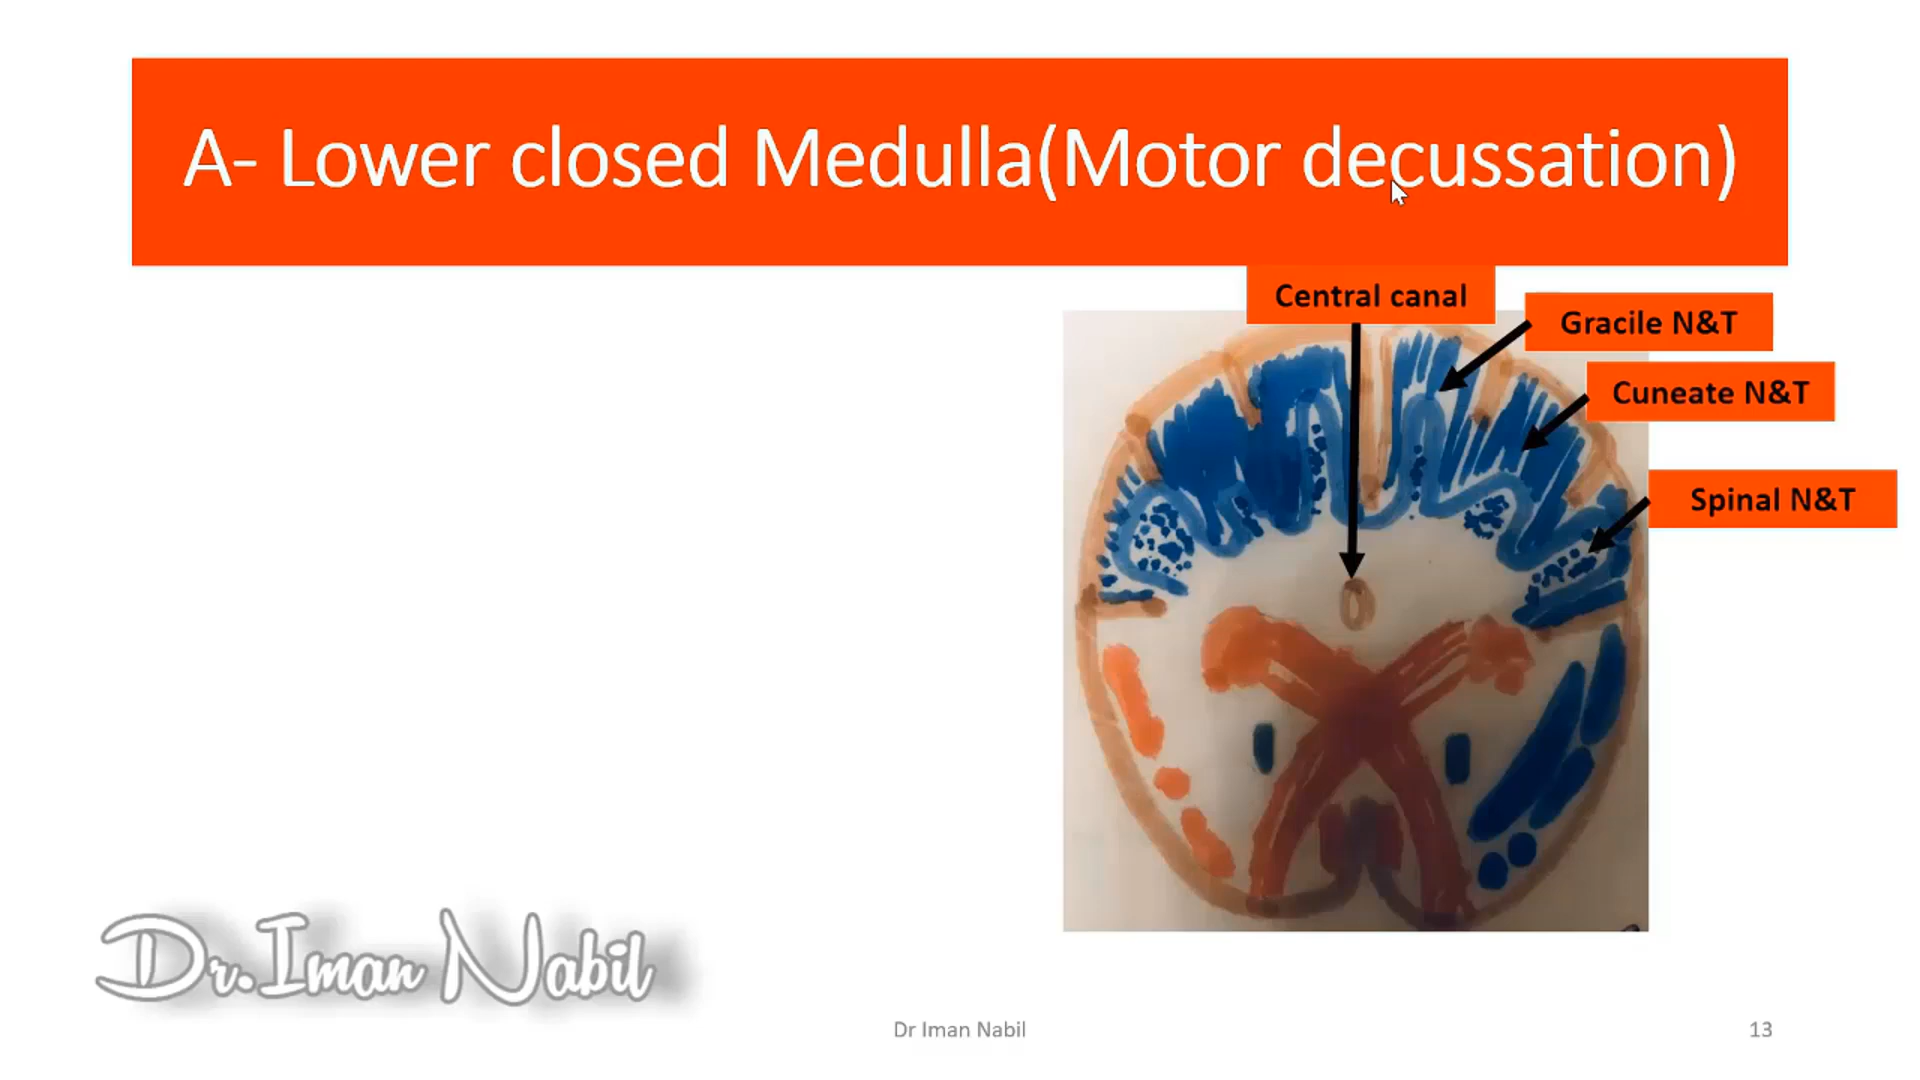 A- Lower closed Medulla(Motor decussation)
Central canal
Gracile N&T
Cuneate N&T
Spinal N&T
Dr.Iman Nabil
Dr Iman Nabil
13